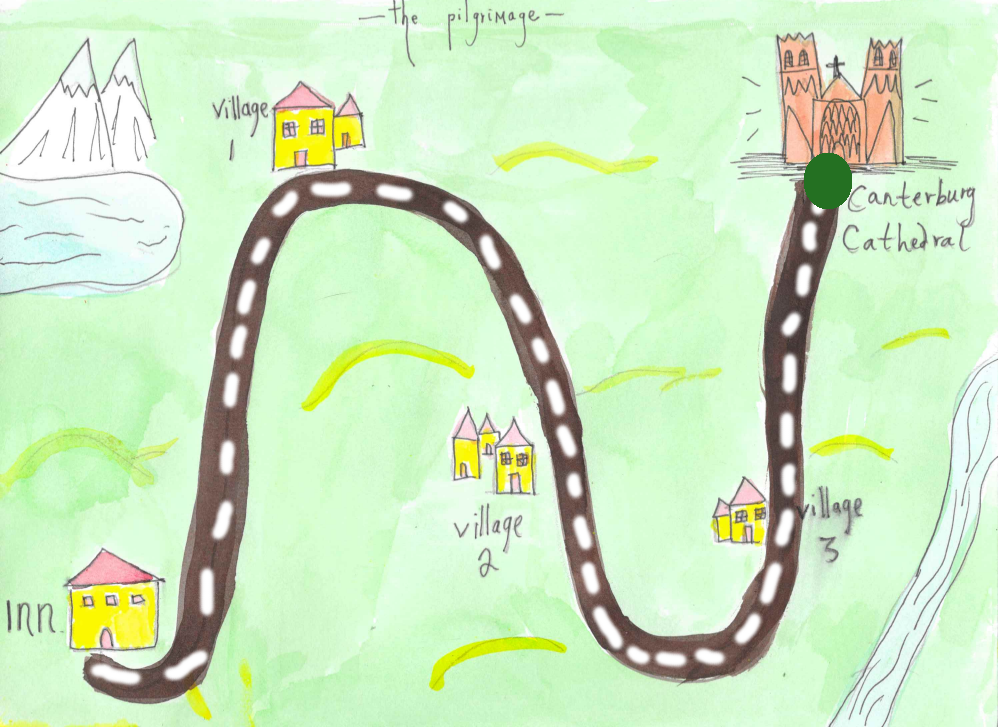 — the pilgrimage —
village
1
Canterburg
Cathedral
village
2
village
3
Inn.